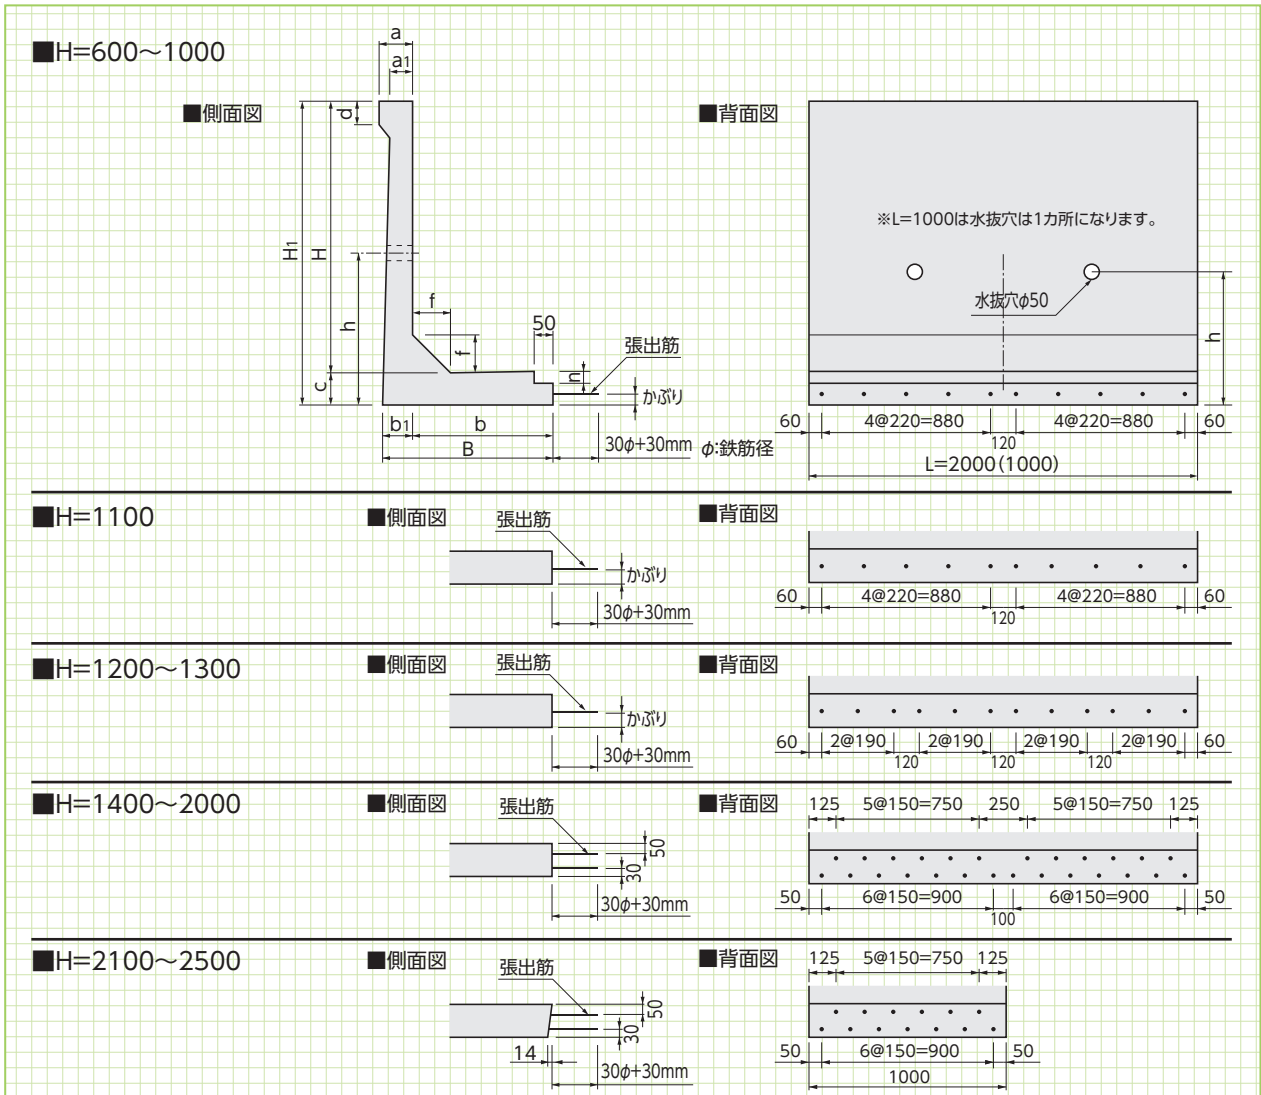 ■H=600～1000
■側面図
a
a1
d
H1
H
h
c
f
f
50
n
張出筋
かぶり
b1
b
B
30φ+30mm
φ:鉄筋径
■背面図
※L=1000は水抜穴は1カ所になります。
水抜穴φ50
h
60
4@220=880
120
4@220=880
60
L=2000(1000)
■H=1100
■側面図
張出筋
かぶり
30φ+30mm
■背面図
60
4@220=880
120
4@220=880
60
■H=1200～1300
■側面図
張出筋
かぶり
30φ+30mm
■背面図
60
2@190
120
2@190
120
2@190
120
2@190
60
■H=1400～2000
■側面図
張出筋
50
30
30φ+30mm
■背面図
125
5@150=750
250
5@150=750
125
50
6@150=900
100
6@150=900
50
■H=2100～2500
■側面図
張出筋
50
30
14
30φ+30mm
■背面図
125
5@150=750
125
50
6@150=900
50
1000